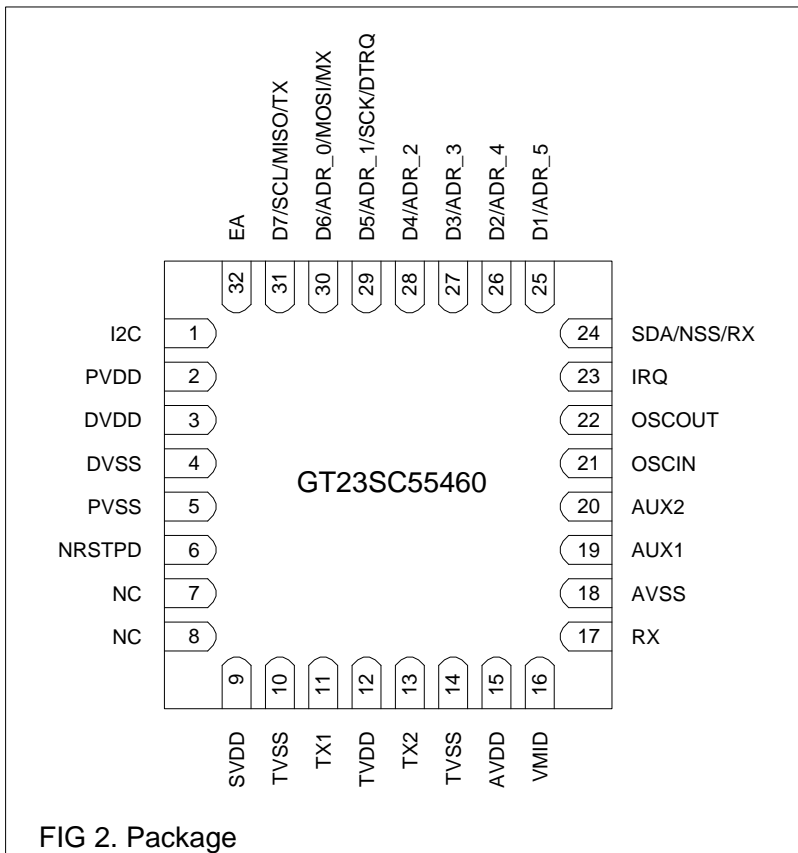 EA
D7/SCL/MISO/TX
D6/ADR_0/MOSI/MX
D5/ADR_1/SCK/DTRQ
D4/ADR_2
D3/ADR_3
D2/ADR_4
D1/ADR_5
32
31
30
29
28
27
26
25
I2C 1
PVDD 2
DVDD 3
DVSS 4
PVSS 5
NRSTPD 6
NC 7
NC 8
GT23SC55460
24 SDA/NSS/RX
23 IRQ
22 OSCOUT
21 OSCIN
20 AUX2
19 AUX1
18 AVSS
17 RX
9
10
11
12
13
14
15
16
SVDD
TVSS
TX1
TVDD
TX2
TVSS
AVDD
VMID
FIG 2. Package